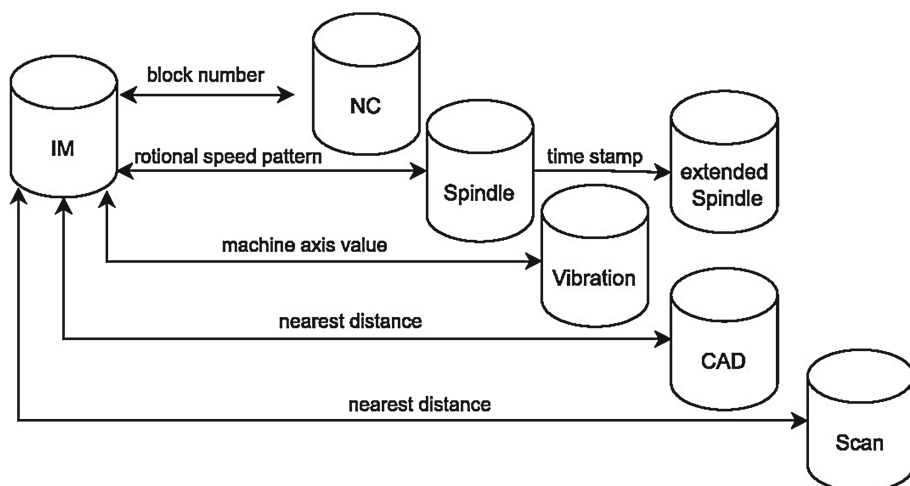 block number
NC
IM
rotional speed pattern
Spindle
time stamp
extended
Spindle
machine axis value
Vibration
nearest distance
CAD
nearest distance
Scan